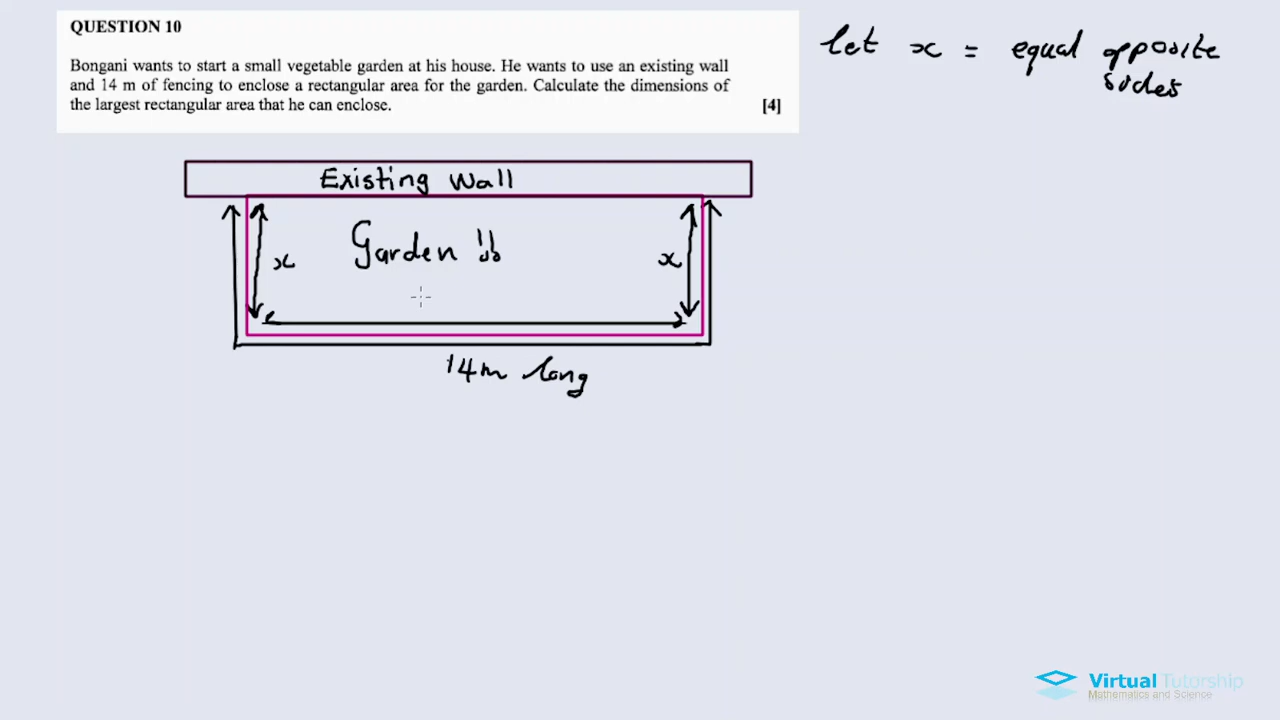 QUESTION 10
Bongani wants to start a small vegetable garden at his house. He wants to use an existing wall
and 14 m of fencing to enclose a rectangular area for the garden. Calculate the dimensions of
the largest rectangular area that he can enclose.
[4]
let x = equal opposite
sides
Existing Wall
Garden !!
x
x
14m long
Virtual Tutorship
Mathematics and Science